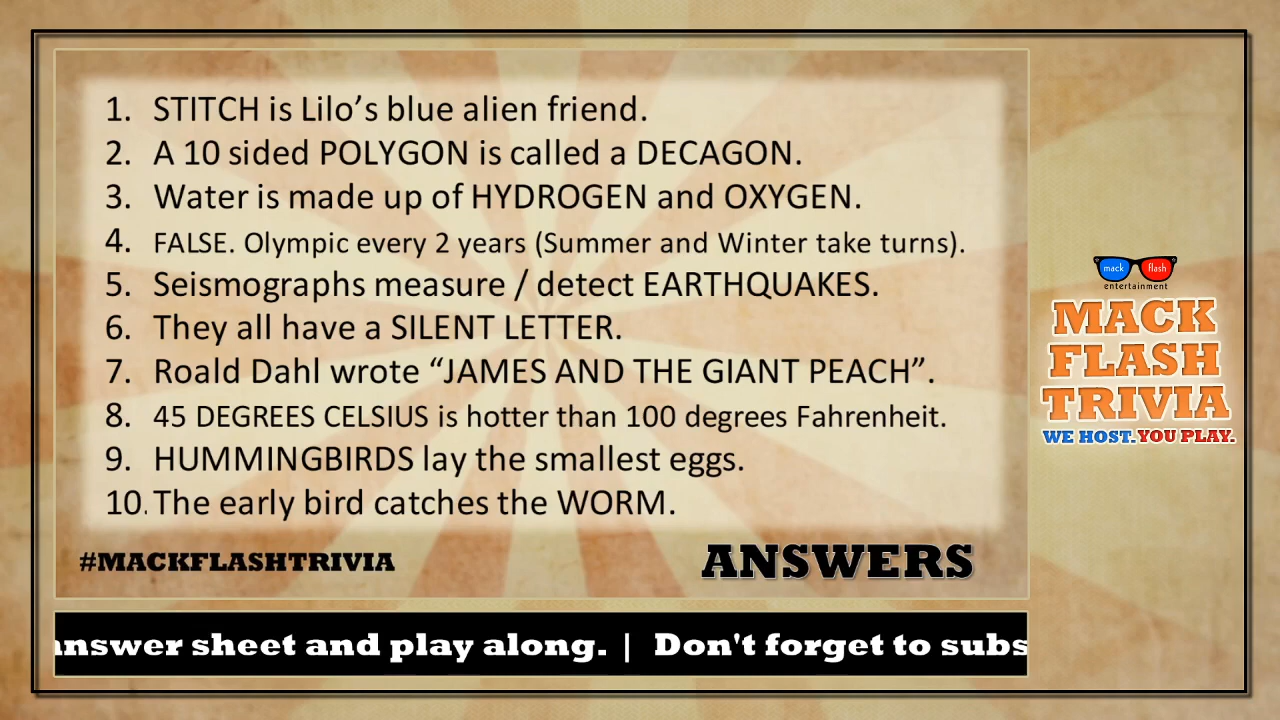 1. STITCH is Lilo’s blue alien friend.
2. A 10 sided POLYGON is called a DECAGON.
3. Water is made up of HYDROGEN and OXYGEN.
4. FALSE. Olympic every 2 years (Summer and Winter take turns).
5. Seismographs measure / detect EARTHQUAKES.
6. They all have a SILENT LETTER.
7. Roald Dahl wrote “JAMES AND THE GIANT PEACH”.
8. 45 DEGREES CELSIUS is hotter than 100 degrees Fahrenheit.
9. HUMMINGBIRDS lay the smallest eggs.
10. The early bird catches the WORM.
#MACKFLASHTRIVIA
ANSWERS
answer sheet and play along. | Don't forget to subs
mack flash
entertainment
MACK
FLASH
TRIVIA
WE HOST. YOU PLAY.